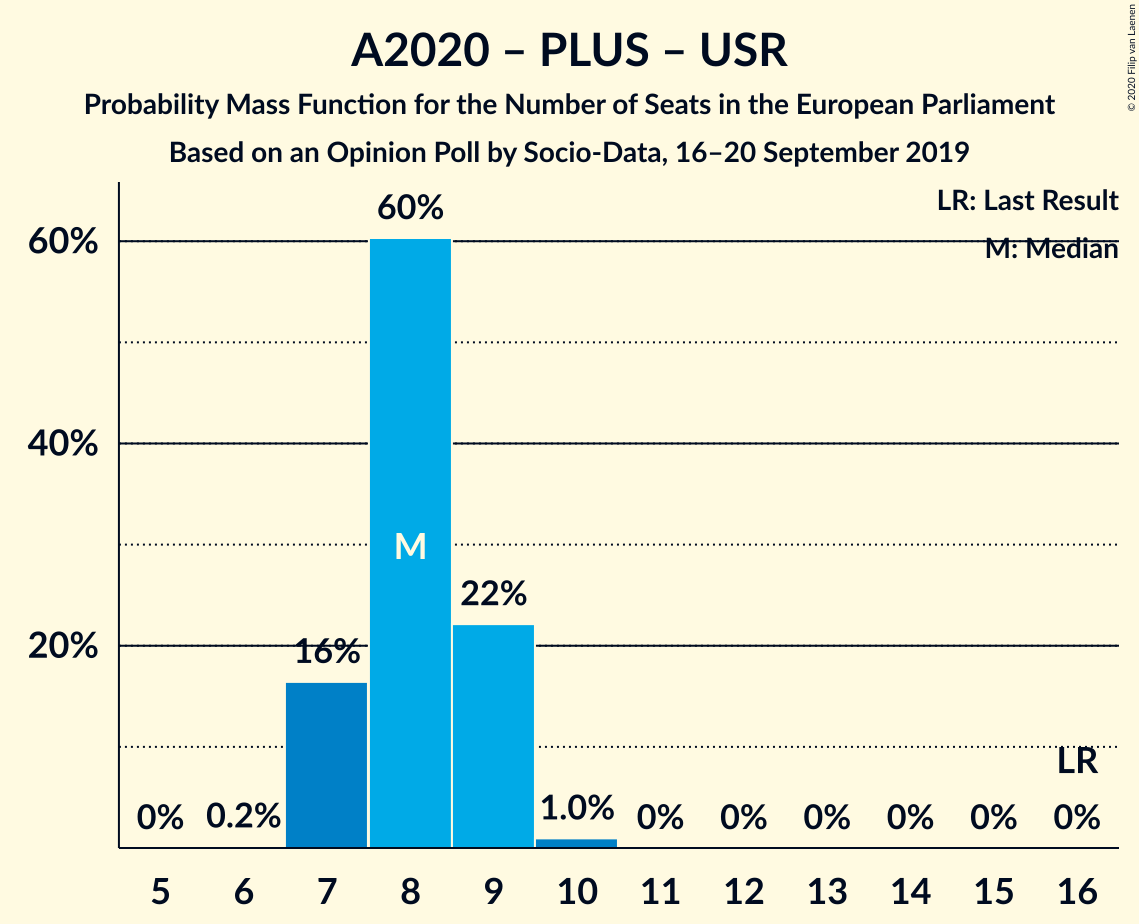 A2020 – PLUS – USR
Probability Mass Function for the Number of Seats in the European Parliament
Based on an Opinion Poll by Socio-Data, 16–20 September 2019
© 2020 Filip van Laenen
LR: Last Result
M: Median
60%
40%
20%
0%
0.2%
16%
60%
M
22%
1.0%
0%
0%
0%
0%
0%
LR
0%
5 6 7 8 9 10 11 12 13 14 15 16